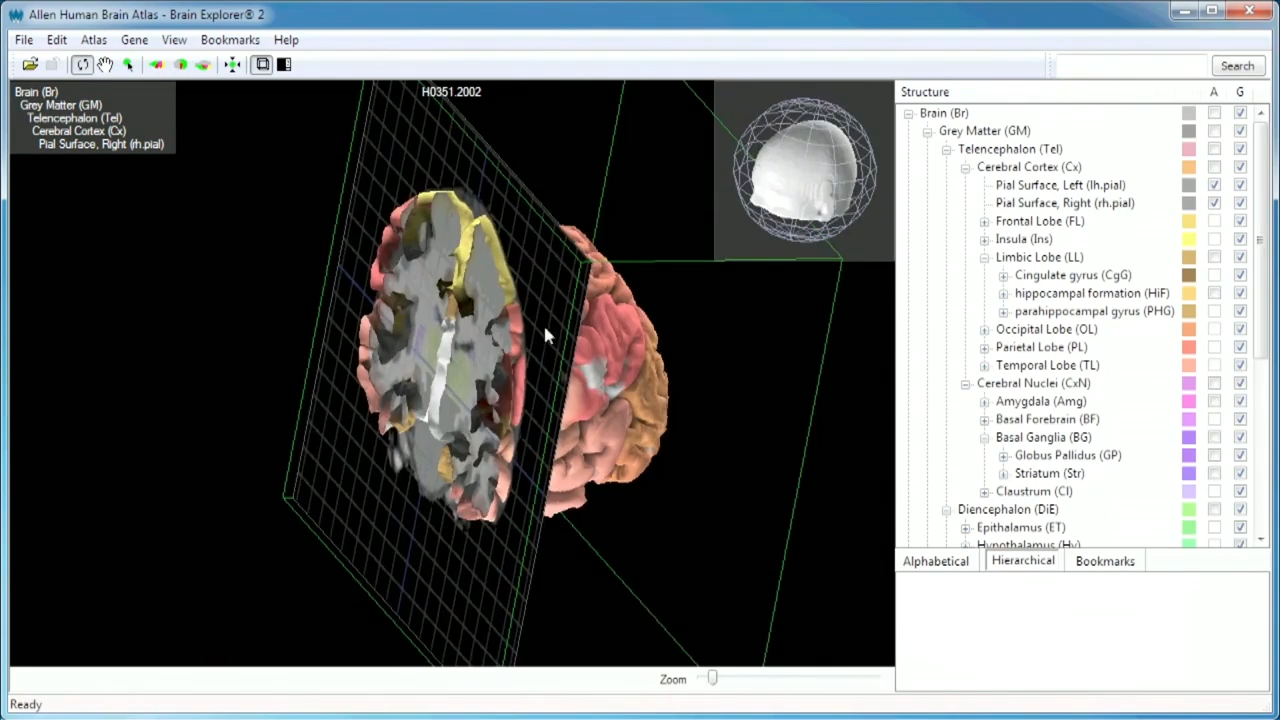 Allen Human Brain Atlas - Brain Explorer® 2
File Edit Atlas Gene View Bookmarks Help
Search
Brain (Br)
Grey Matter (GM)
Telencephalon (Tel)
Cerebral Cortex (Cx)
Pial Surface, Right (rh.pial)
H0351.2002
Structure A G
Brain (Br)
Grey Matter (GM)
Telencephalon (Tel)
Cerebral Cortex (Cx)
Pial Surface, Left (lh.pial)
Pial Surface, Right (rh.pial)
Frontal Lobe (FL)
Insula (Ins)
Limbic Lobe (LL)
Cingulate gyrus (CgG)
hippocampal formation (HiF)
parahippocampal gyrus (PHG)
Occipital Lobe (OL)
Parietal Lobe (PL)
Temporal Lobe (TL)
Cerebral Nuclei (CxN)
Amygdala (Amg)
Basal Forebrain (BF)
Basal Ganglia (BG)
Globus Pallidus (GP)
Striatum (Str)
Claustrum (Cl)
Diencephalon (DiE)
Epithalamus (ET)
Hypothalamus (Hy)
Alphabetical Hierarchical Bookmarks
Zoom
Ready